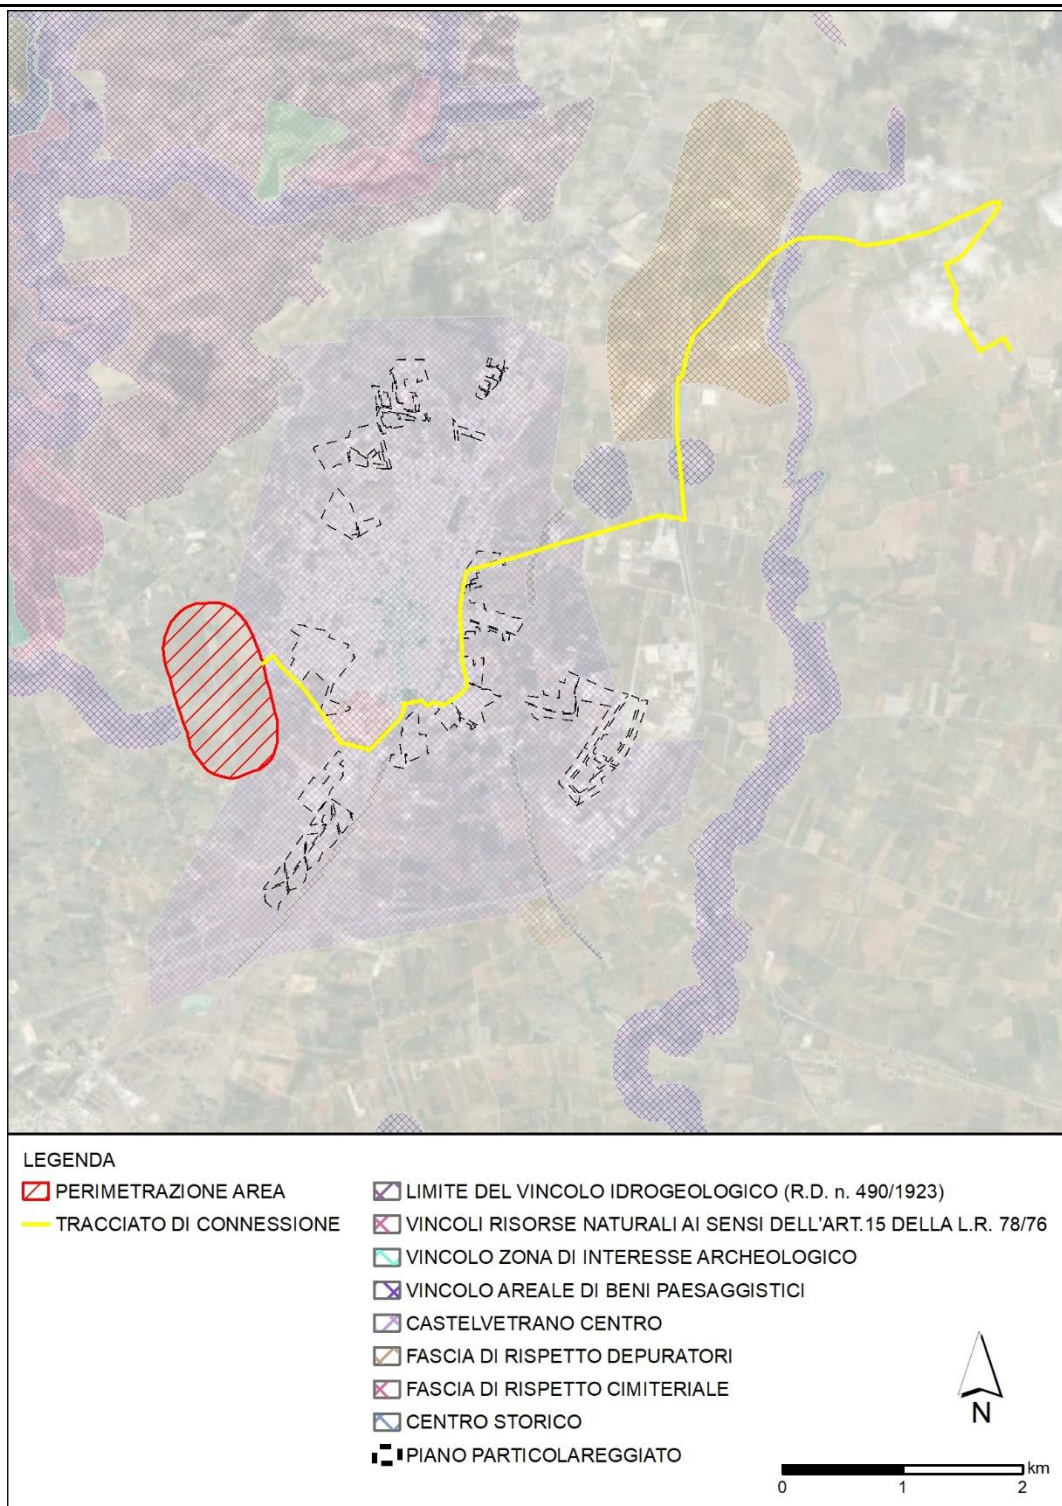 LEGENDA
PERIMETRAZIONE AREA
TRACCIATO DI CONNESSIONE
LIMITE DEL VINCOLO IDROGEOLOGICO (R.D. n. 490/1923)
VINCOLI RISORSE NATURALI AI SENSI DELL'ART.15 DELLA L.R. 78/76
VINCOLO ZONA DI INTERESSE ARCHEOLOGICO
VINCOLO AREALE DI BENI PAESAGGISTICI
CASTELVETRANO CENTRO
FASCIA DI RISPETTO DEPURATORI
FASCIA DI RISPETTO CIMITERIALE
CENTRO STORICO
PIANO PARTICOLAREGGIATO
N
km
0 1 2